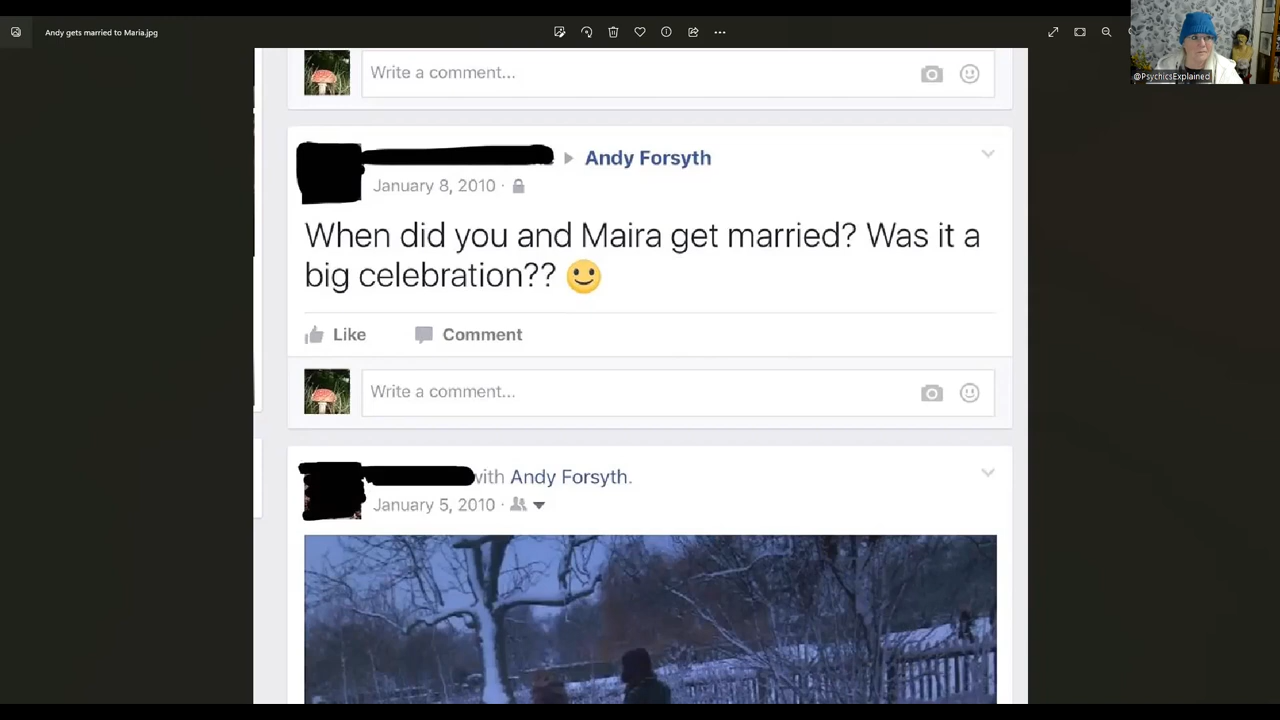 Andy gets married to Maria.jpg
@PsychicsExplained
Write a comment...
Andy Forsyth
January 8, 2010 ·
When did you and Maira get married? Was it a
big celebration?? 🙂
Like Comment
Write a comment...
with Andy Forsyth.
January 5, 2010 ·